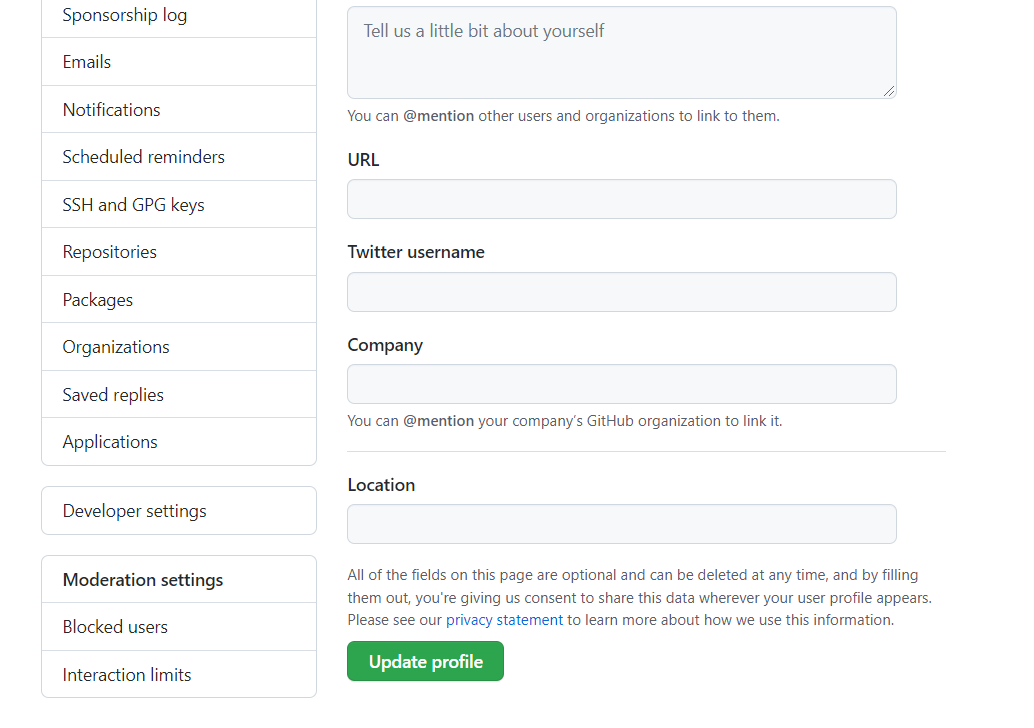 Sponsorship log
Emails
Notifications
Scheduled reminders
SSH and GPG keys
Repositories
Packages
Organizations
Saved replies
Applications
Developer settings
Moderation settings
Blocked users
Interaction limits
Tell us a little bit about yourself
You can @mention other users and organizations to link to them.
URL
Twitter username
Company
You can @mention your company's GitHub organization to link it.
Location
All of the fields on this page are optional and can be deleted at any time, and by filling
them out, you're giving us consent to share this data wherever your user profile appears.
Please see our privacy statement to learn more about how we use this information.
Update profile